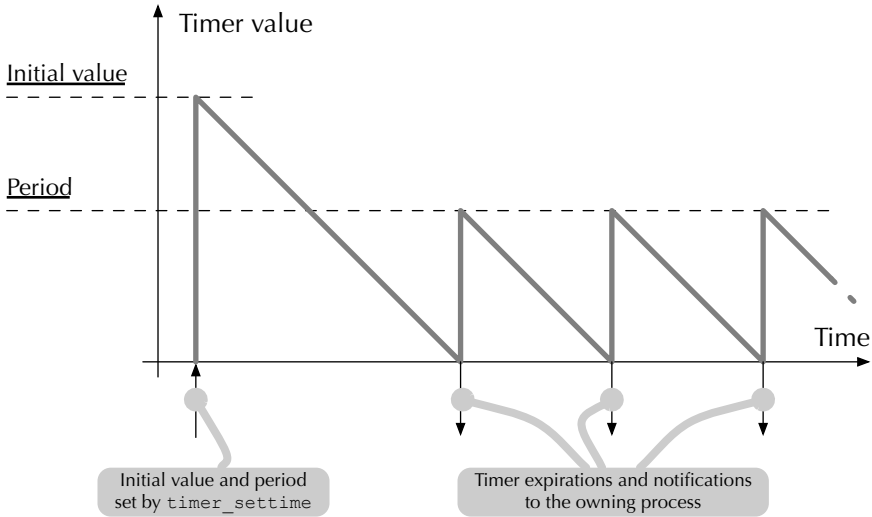 Timer value
Initial value
Period
Time
Initial value and period
set by timer_settime
Timer expirations and notifications
to the owning process